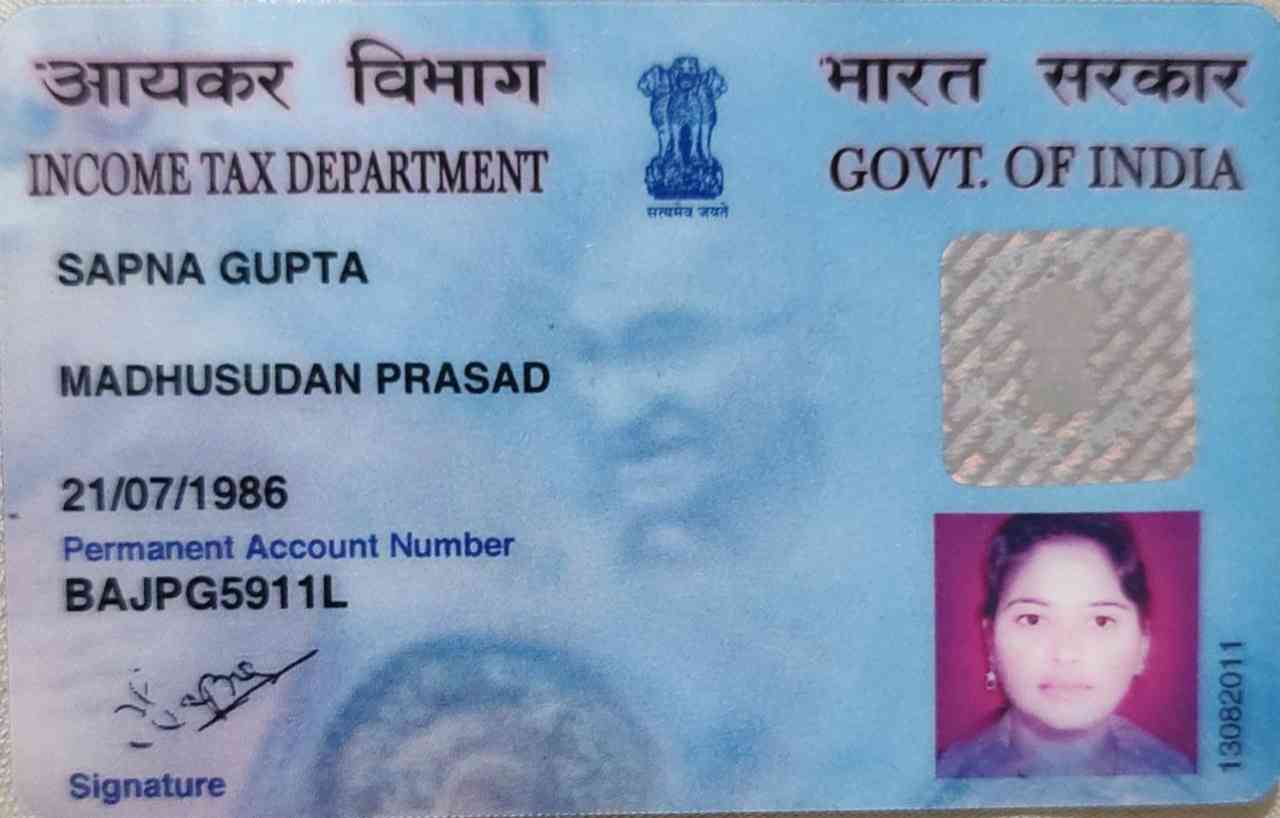 आयकर विभाग
INCOME TAX DEPARTMENT
सत्यमेव जयते
भारत सरकार
GOVT. OF INDIA
SAPNA GUPTA
MADHUSUDAN PRASAD
21/07/1986
Permanent Account Number
BAJPG5911L
Sapna
Signature
13082011